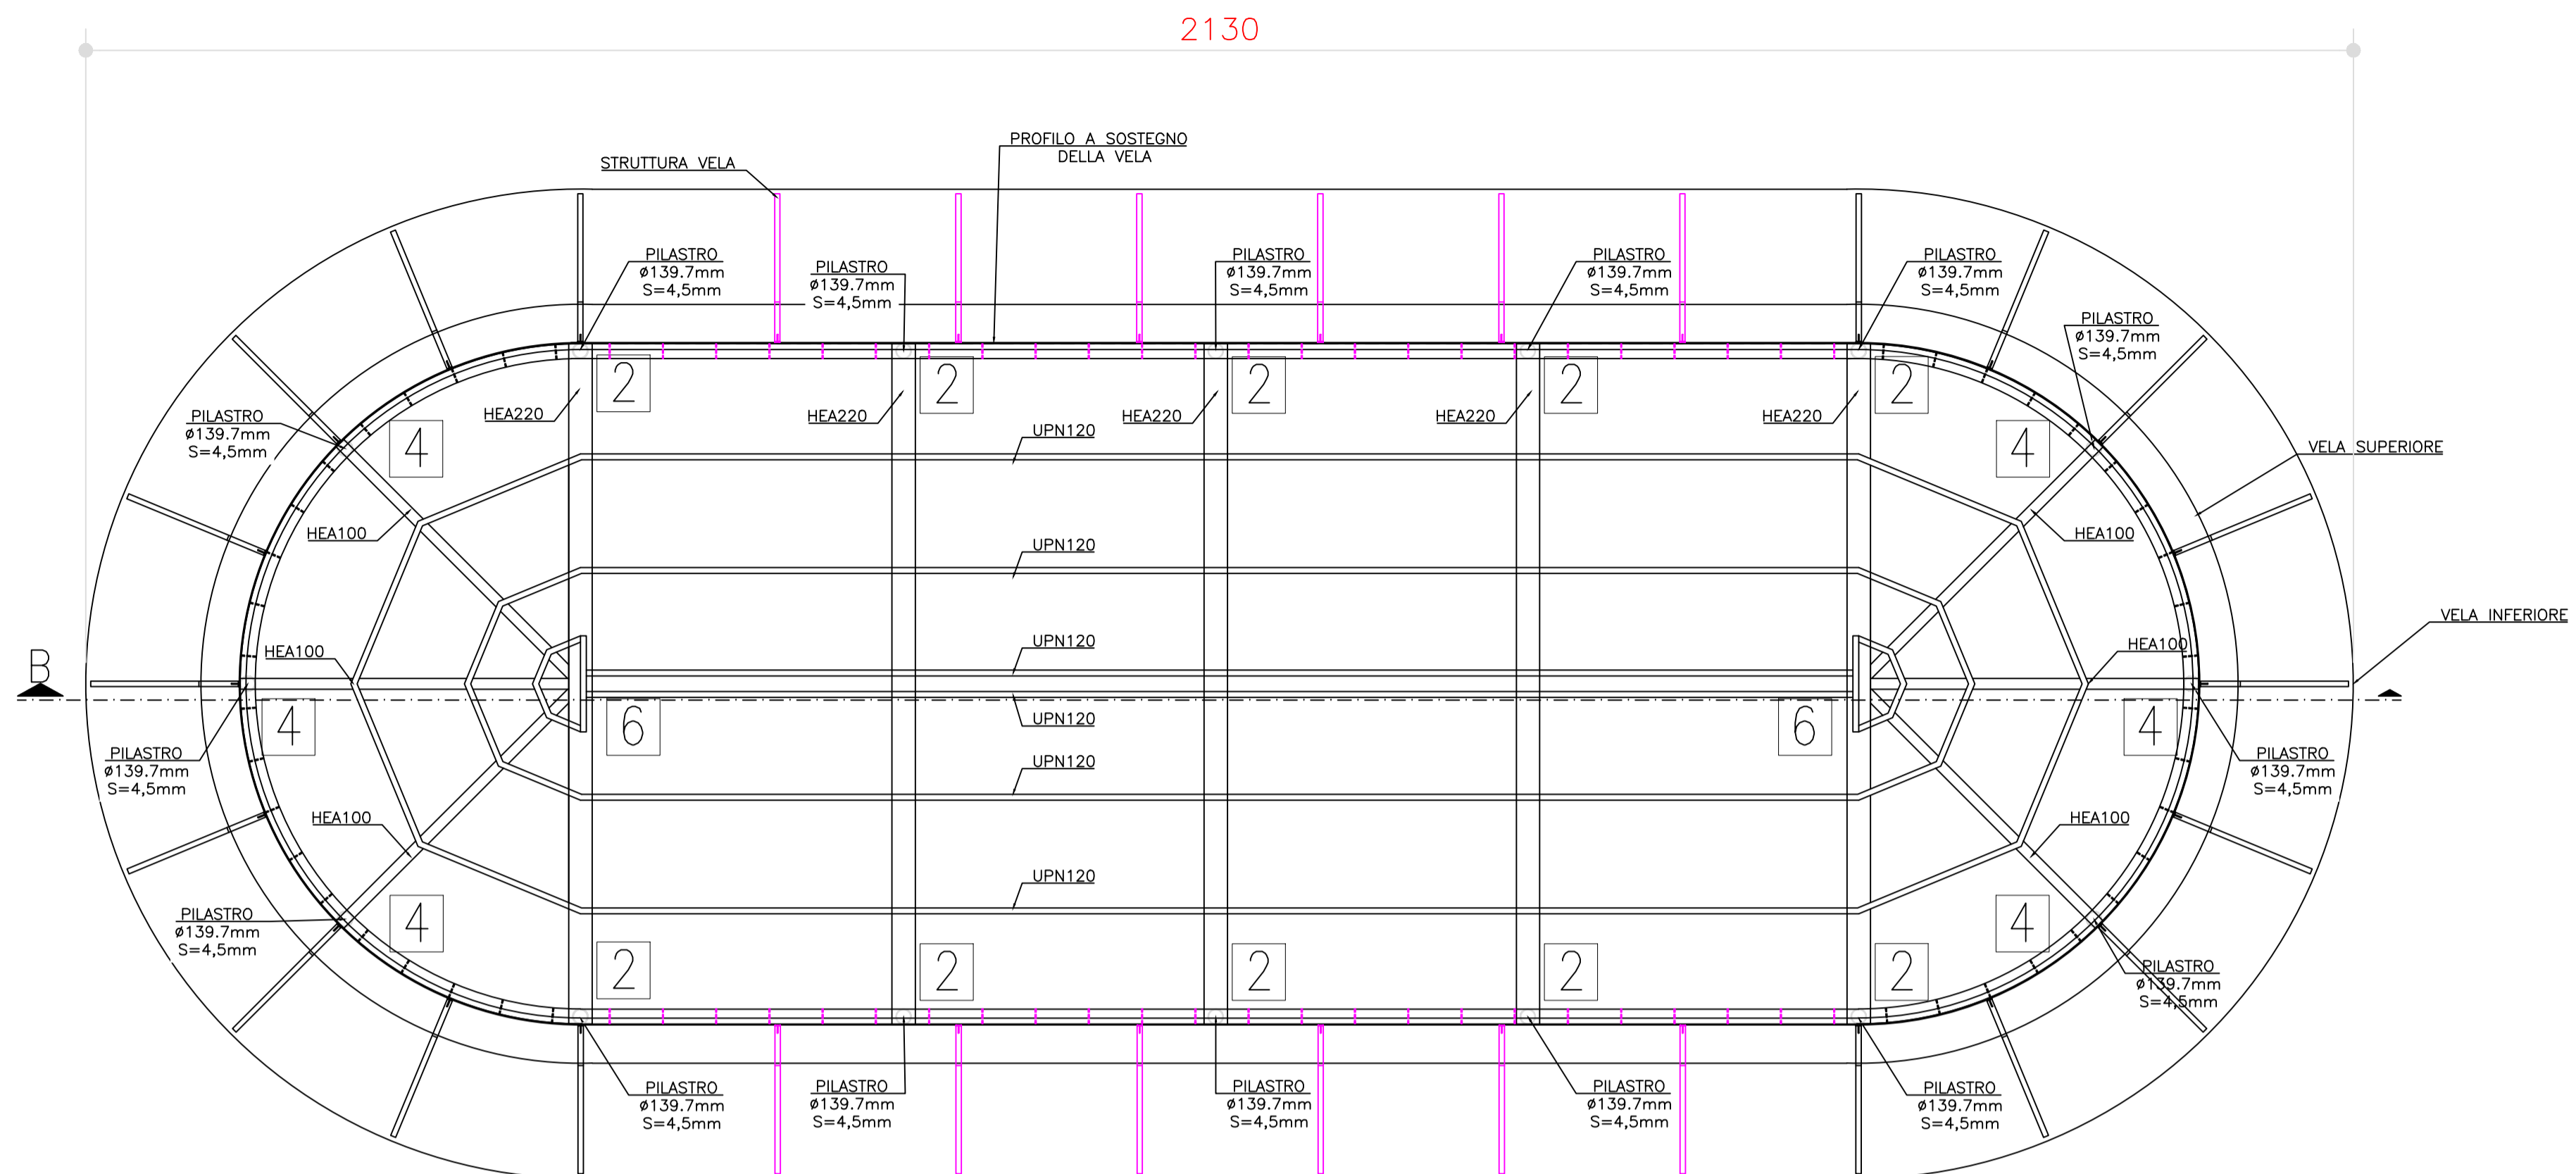 2130
PROFILO A SOSTEGNO
DELLA VELA
STRUTTURA VELA
PILASTRO
ø139.7mm
S=4,5mm
PILASTRO
ø139.7mm
S=4,5mm
PILASTRO
ø139.7mm
S=4,5mm
PILASTRO
ø139.7mm
S=4,5mm
PILASTRO
ø139.7mm
S=4,5mm
PILASTRO
ø139.7mm
S=4,5mm
2
2
2
2
2
HEA220
HEA220
HEA220
HEA220
HEA220
PILASTRO
ø139.7mm
S=4,5mm
4
UPN120
4
VELA SUPERIORE
HEA100
UPN120
HEA100
HEA100
UPN120
HEA100
VELA INFERIORE
B
4
6
UPN120
6
4
PILASTRO
ø139.7mm
S=4,5mm
UPN120
PILASTRO
ø139.7mm
S=4,5mm
HEA100
HEA100
UPN120
PILASTRO
ø139.7mm
S=4,5mm
4
4
2
2
2
2
2
PILASTRO
ø139.7mm
S=4,5mm
PILASTRO
ø139.7mm
S=4,5mm
PILASTRO
ø139.7mm
S=4,5mm
PILASTRO
ø139.7mm
S=4,5mm
PILASTRO
ø139.7mm
S=4,5mm
PILASTRO
ø139.7mm
S=4,5mm